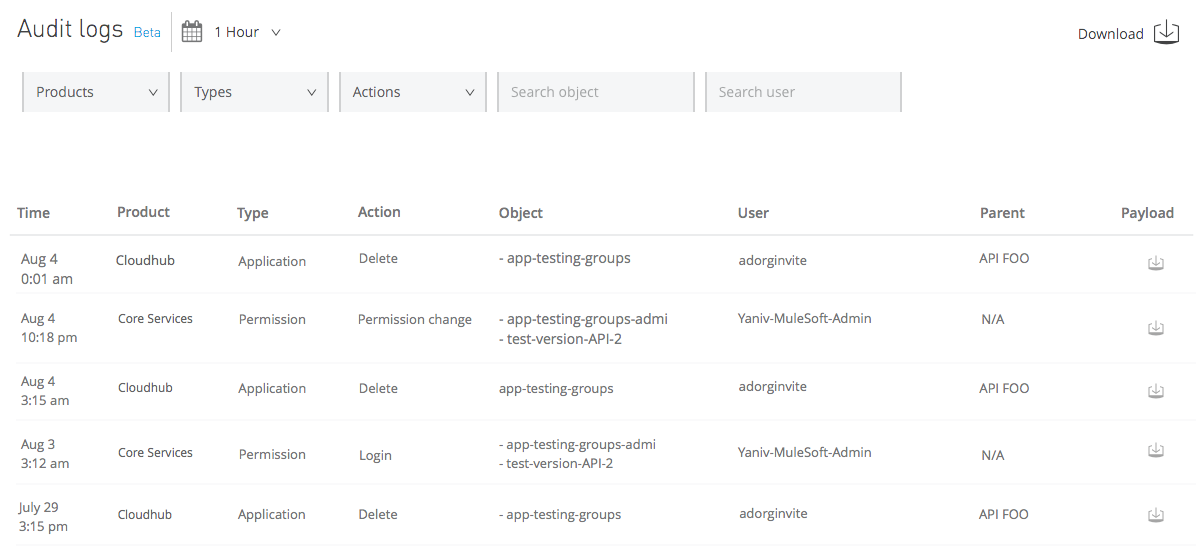 Audit logs Beta 1 Hour Download
Products Types Actions Search object Search user
Time Product Type Action Object User Parent Payload
Aug 4 Cloudhub Application Delete - app-testing-groups adorginvite API FOO
0:01 am
Aug 4 Core Services Permission Permission change - app-testing-groups-admi Yaniv-MuleSoft-Admin N/A
10:18 pm - test-version-API-2
Aug 4 Cloudhub Application Delete app-testing-groups adorginvite API FOO
3:15 am
Aug 3 Core Services Permission Login - app-testing-groups-admi Yaniv-MuleSoft-Admin N/A
3:12 am - test-version-API-2
July 29 Cloudhub Application Delete - app-testing-groups adorginvite API FOO
3:15 pm